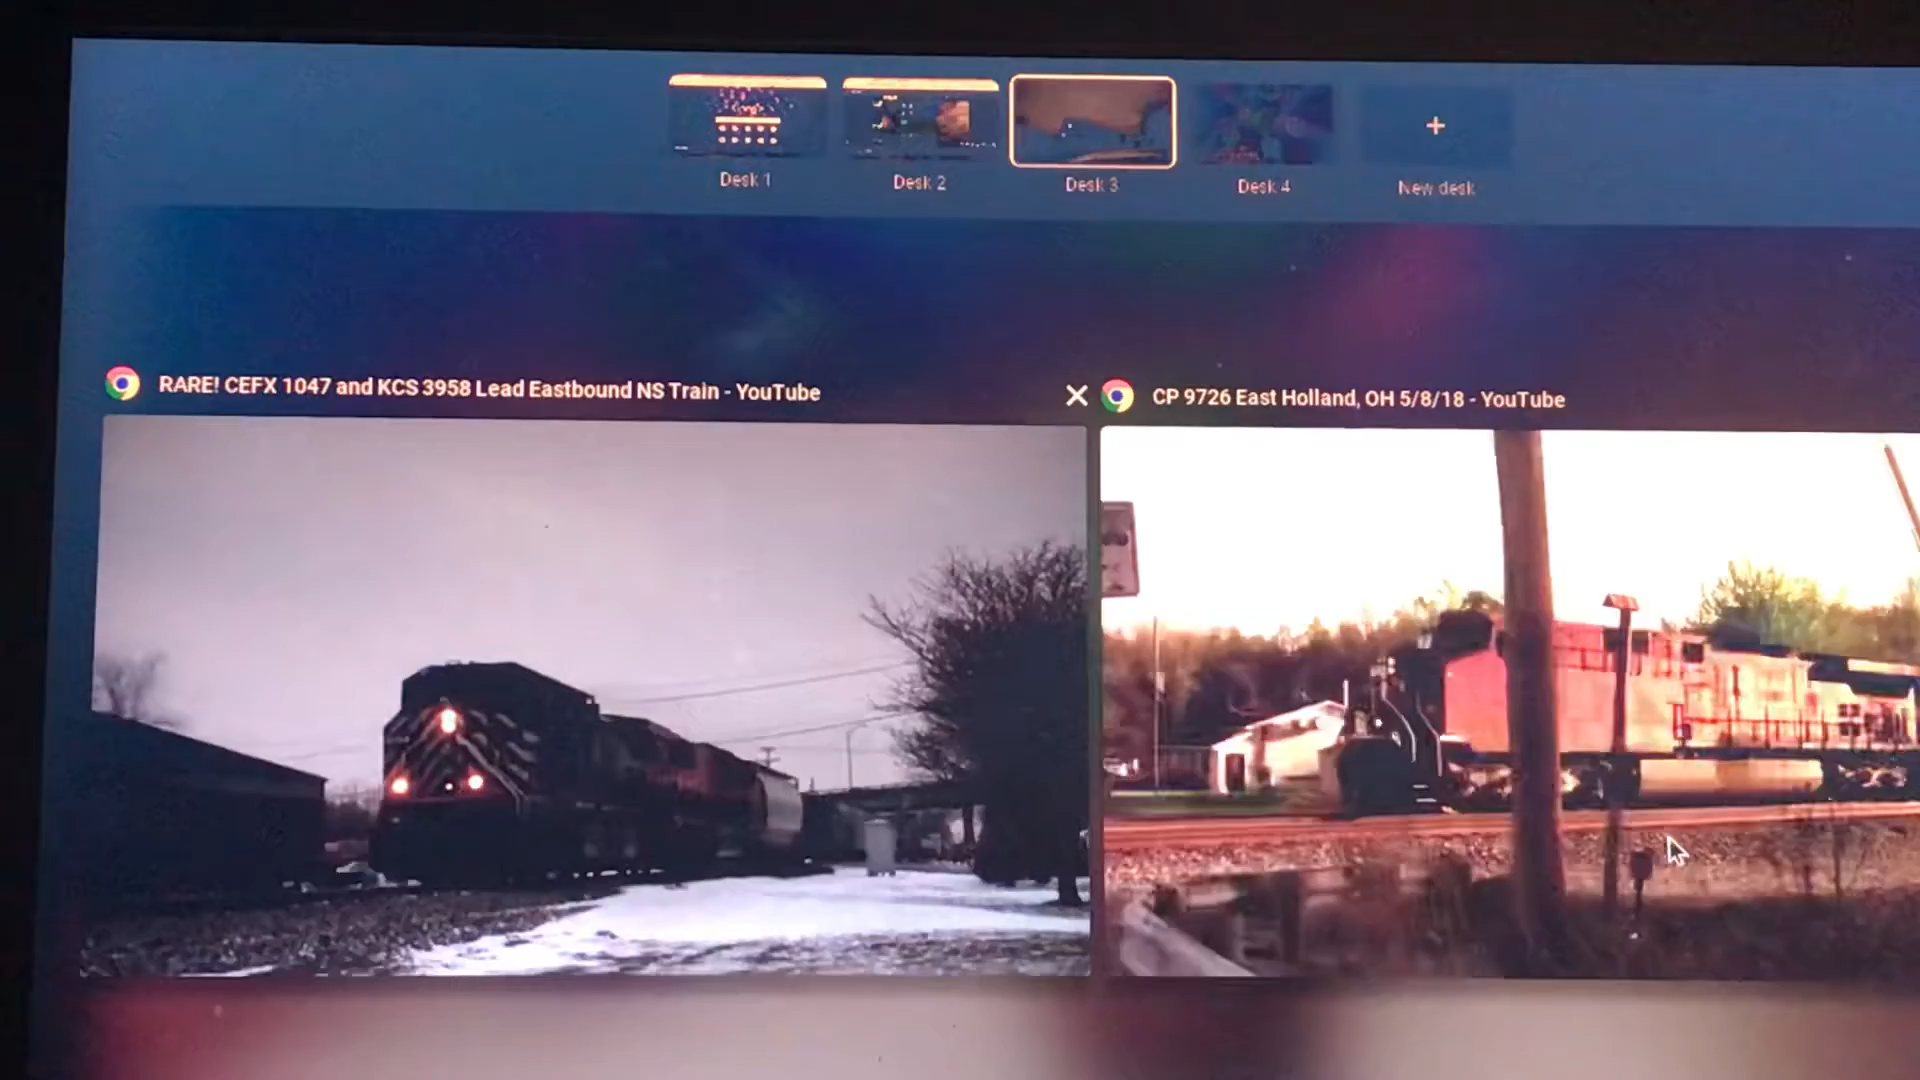 Desk 1
Desk 2
Desk 3
Desk 4
New desk
RARE! CEFX 1047 and KCS 3958 Lead Eastbound NS Train - YouTube
CP 9726 East Holland, OH 5/8/18 - YouTube